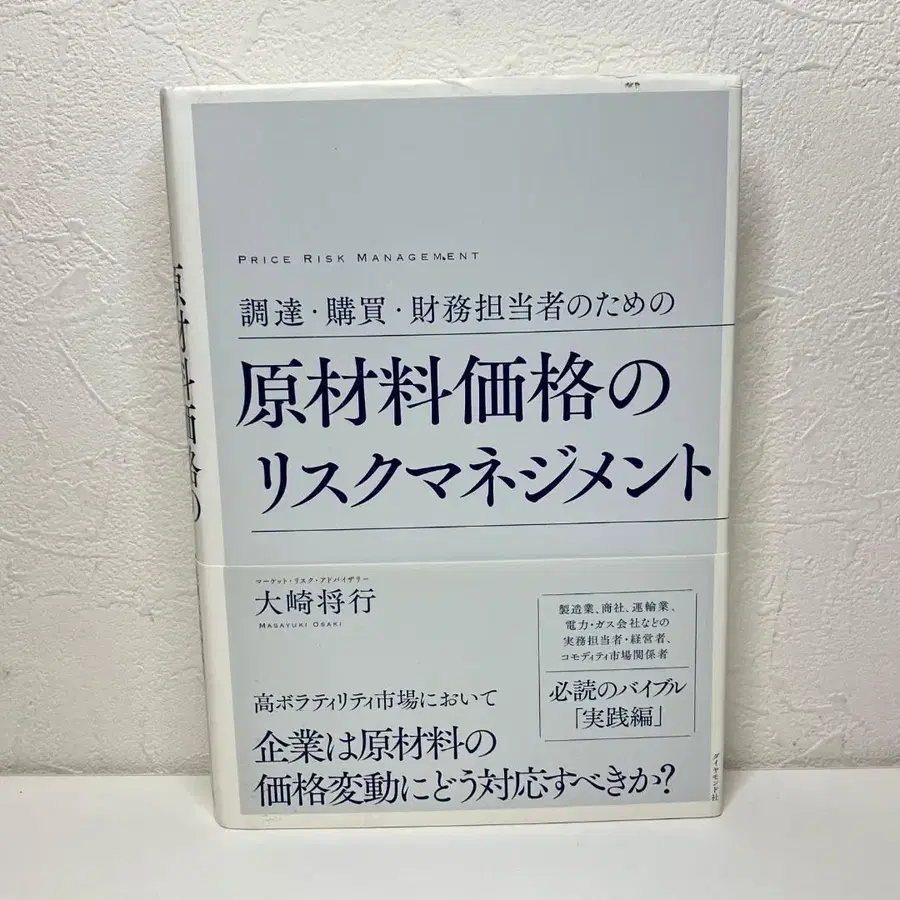 PRICE RISK MANAGEMENT
調達・購買・財務担当者のための
原材料価格の
リスクマネジメント
マーケット・リスク・アドバイザリー
大崎将行
MASAYUKI OSAKI
製造業、商社、運輸業、
電力・ガス会社などの
実務担当者・経営者、
コモディティ市場関係者
必読のバイブル
「実践編」
高ボラティリティ市場において
企業は原材料の
価格変動にどう対応すべきか?
ダイヤモンド社
原材料価格の